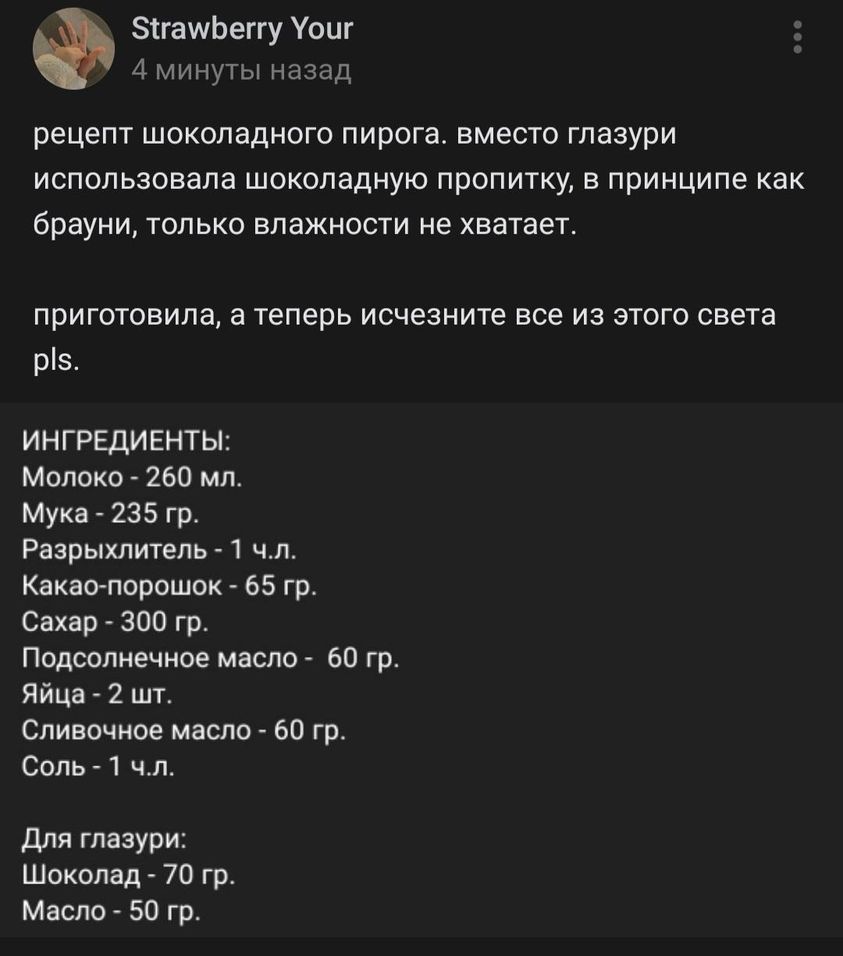 Strawberry Your
4 минуты назад
рецепт шоколадного пирога. вместо глазури
использовала шоколадную пропитку, в принципе как
брауни, только влажности не хватает.
приготовила, а теперь исчезните все из этого света
pls.
ИНГРЕДИЕНТЫ:
Молоко - 260 мл.
Мука - 235 гр.
Разрыхлитель - 1 ч.л.
Какао-порошок - 65 гр.
Сахар - 300 гр.
Подсолнечное масло -  60 гр.
Яйца - 2 шт.
Сливочное масло - 60 гр.
Соль - 1 ч.л.
Для глазури:
Шоколад - 70 гр.
Масло - 50 гр.